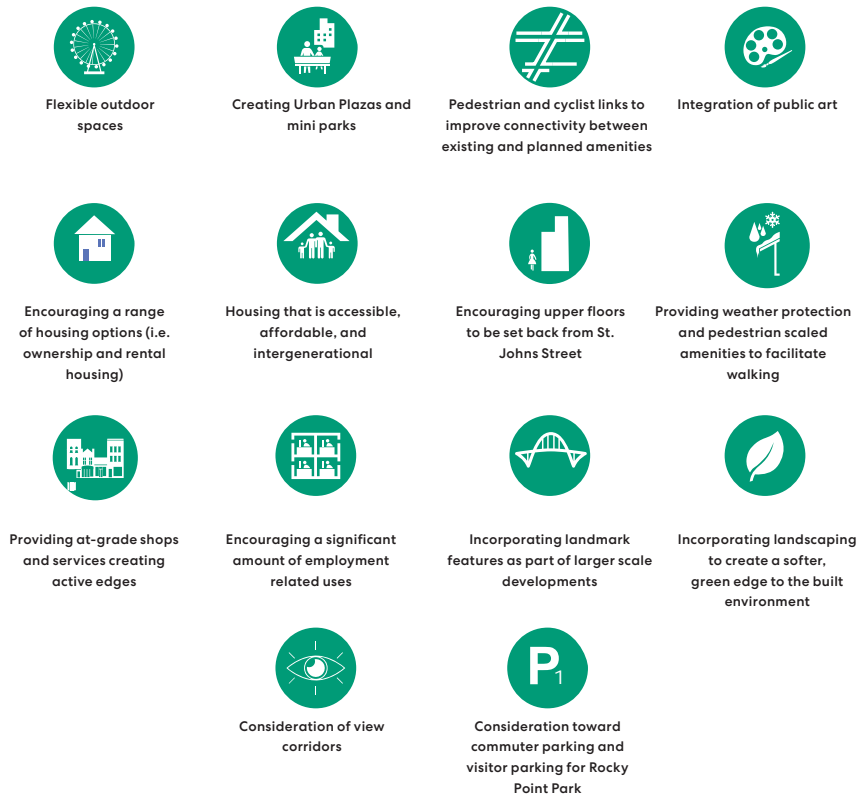 Flexible outdoor
spaces
Creating Urban Plazas and
mini parks
Pedestrian and cyclist links to
improve connectivity between
existing and planned amenities
Integration of public art
Encouraging a range
of housing options (i.e.
ownership and rental
housing)
Housing that is accessible,
affordable, and
intergenerational
Encouraging upper floors
to be set back from St.
Johns Street
Providing weather protection
and pedestrian scaled
amenities to facilitate
walking
Providing at-grade shops
and services creating
active edges
Encouraging a significant
amount of employment
related uses
Incorporating landmark
features as part of larger scale
developments
Incorporating landscaping
to create a softer,
green edge to the built
environment
Consideration of view
corridors
P1
Consideration toward
commuter parking and
visitor parking for Rocky
Point Park